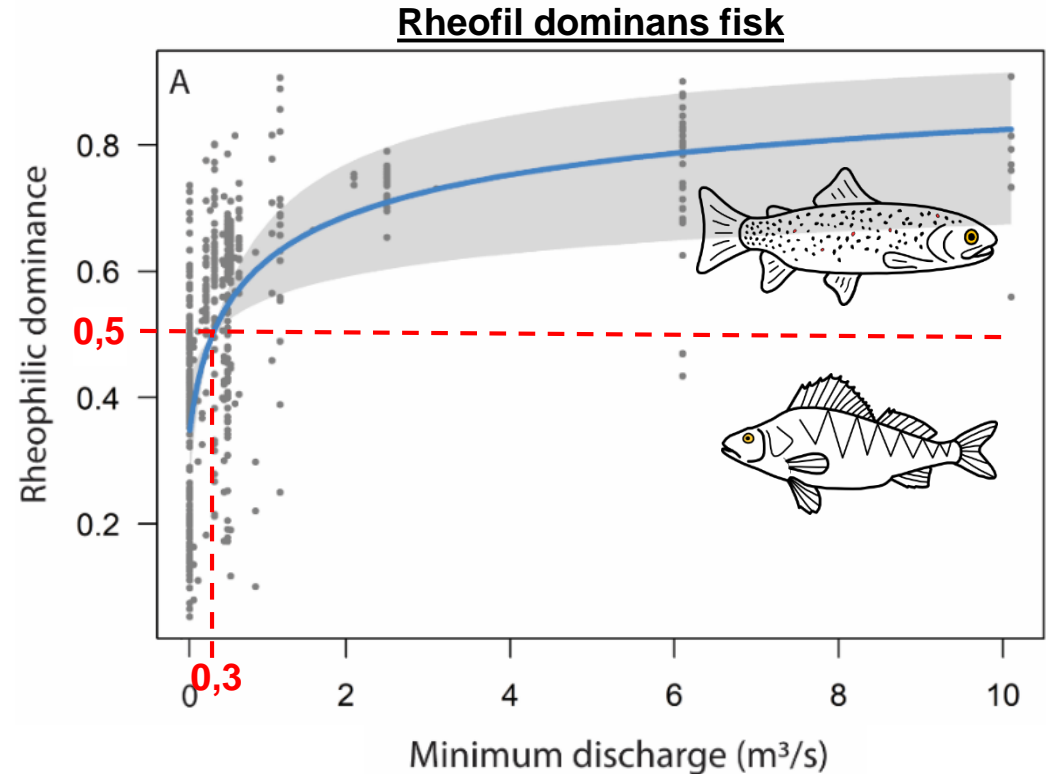 Rheofil dominans fisk
A
Rheophilic dominance
0.8
0.6
0,5
0.4
0.2
0,3
0 2 4 6 8 10
Minimum discharge (m³/s)